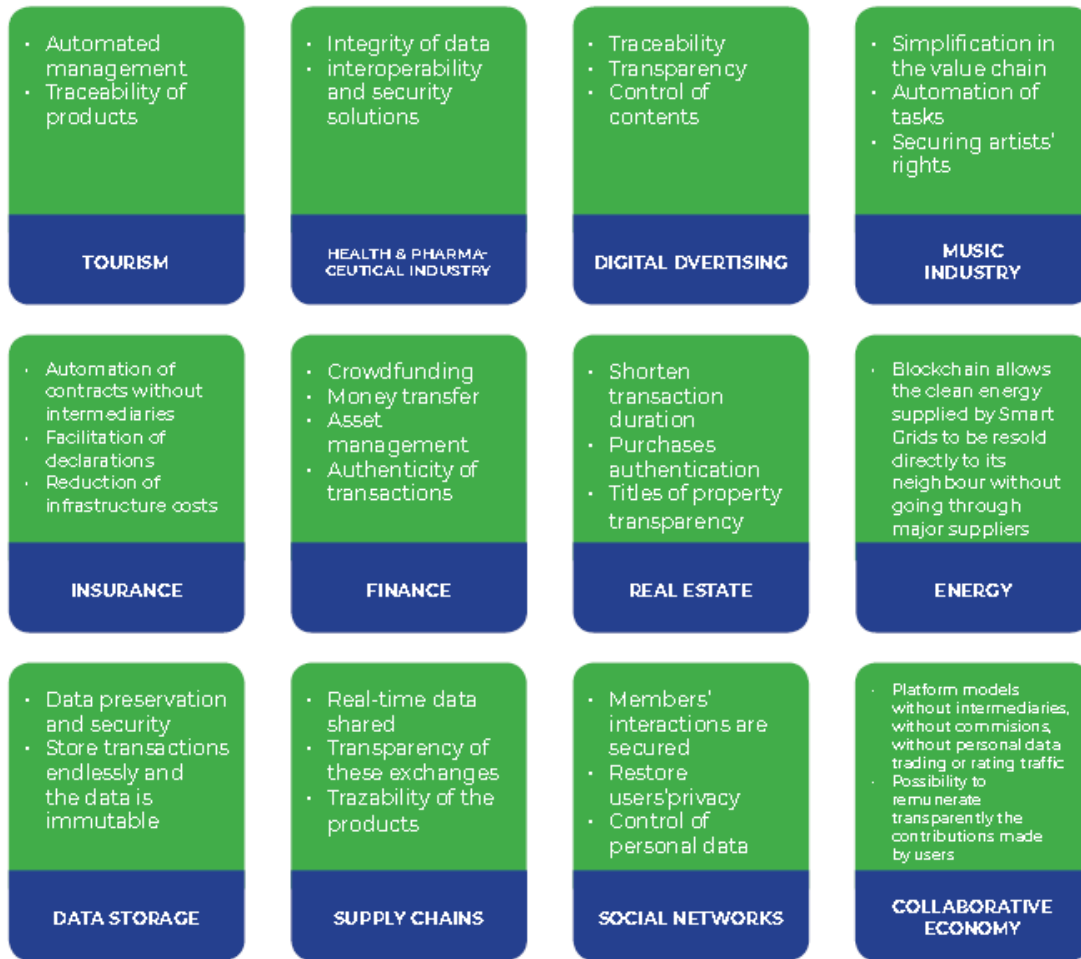 · Automated
management
· Traceability of
products
TOURISM
· Integrity of data
· interoperability
and security
solutions
HEALTH & PHARMA-
CEUTICAL INDUSTRY
· Traceability
· Transparency
· Control of
contents
DIGITAL DVERTISING
· Simplification in
the value chain
· Automation of
tasks
· Securing artists'
rights
MUSIC
INDUSTRY
· Automation of
contracts without
intermediaries
· Facilitation of
declarations
· Reduction of
infrastructure costs
INSURANCE
· Crowdfunding
· Money transfer
· Asset
management
· Authenticity of
transactions
FINANCE
· Shorten
transaction
duration
· Purchases
authentication
· Titles of property
transparency
REAL ESTATE
· Blockchain allows
the clean energy
supplied by Smart
Grids to be resold
directly to its
neighbour without
going through
major suppliers
ENERGY
· Data preservation
and security
· Store transactions
endlessly and
the data is
immutable
DATA STORAGE
· Real-time data
shared
· Transparency of
these exchanges
· Trazability of the
products
SUPPLY CHAINS
· Members'
interactions are
secured
· Restore
users'privacy
· Control of
personal data
SOCIAL NETWORKS
· Platform models
without intermediaries,
without commisions,
without personal data
trading or rating traffic
· Possibility to
remunerate
transparently the
contributions made
by users
COLLABORATIVE
ECONOMY